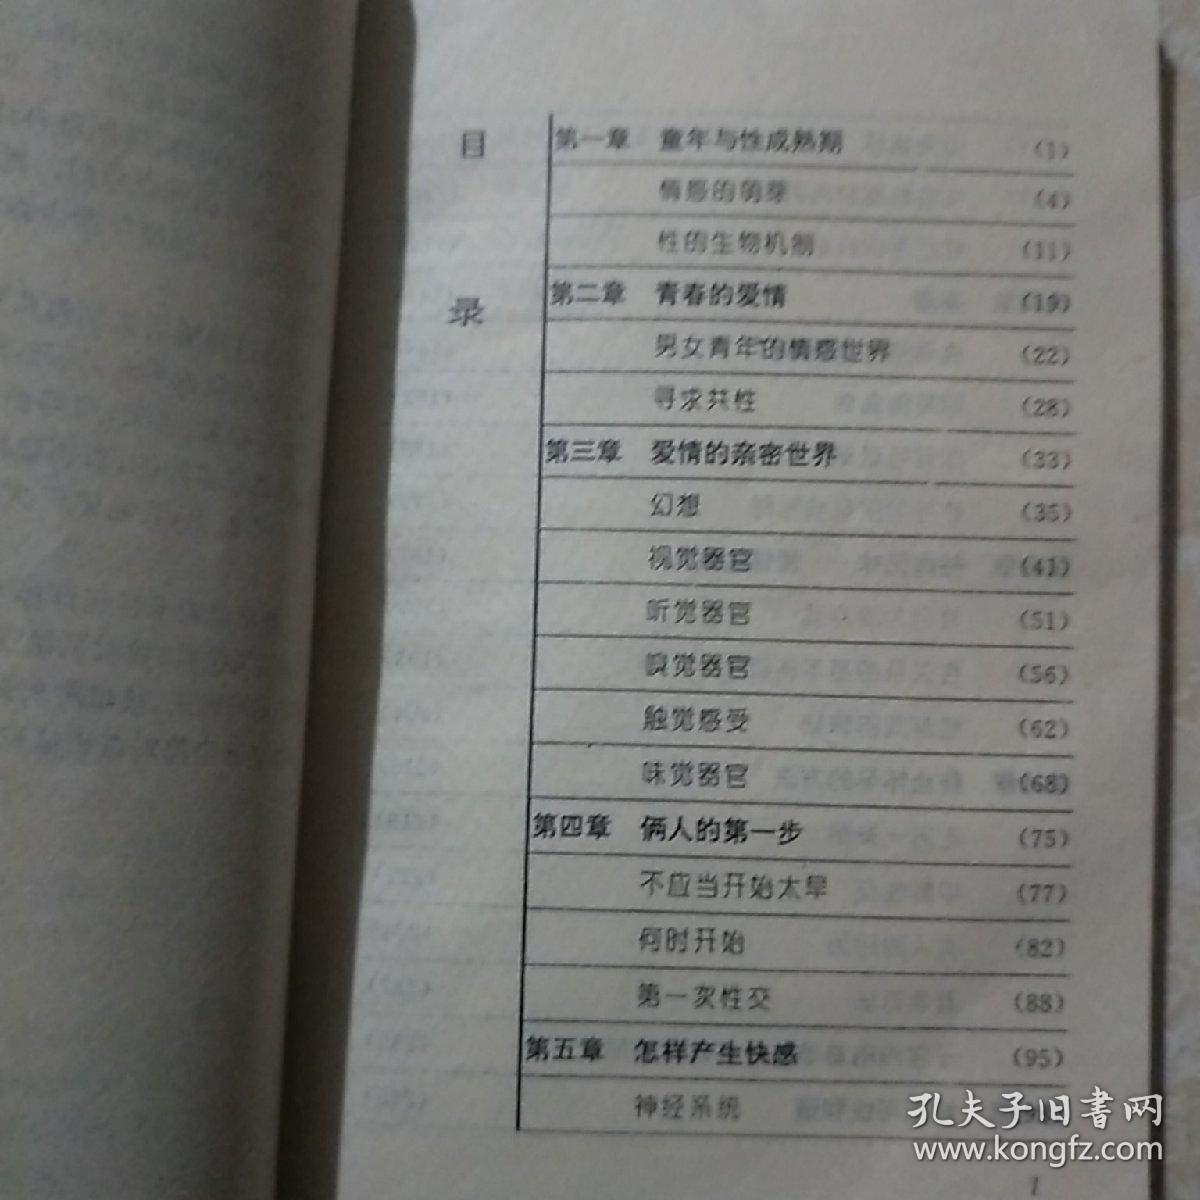 目录
第一章 童年与性成熟期 (1)
情感的萌芽 (4)
性的生物机制 (11)
第二章 青春的爱情 (19)
男女青年的情感世界 (22)
寻求共性 (28)
第三章 爱情的亲密世界 (33)
幻想 (35)
视觉器官 (43)
听觉器官 (51)
嗅觉器官 (56)
触觉感受 (62)
味觉器官 (68)
第四章 俩人的第一步 (75)
不应当开始太早 (77)
何时开始 (82)
第一次性交 (88)
第五章 怎样产生快感 (95)
神经系统
孔夫子旧書网
www.kongfz.com
1